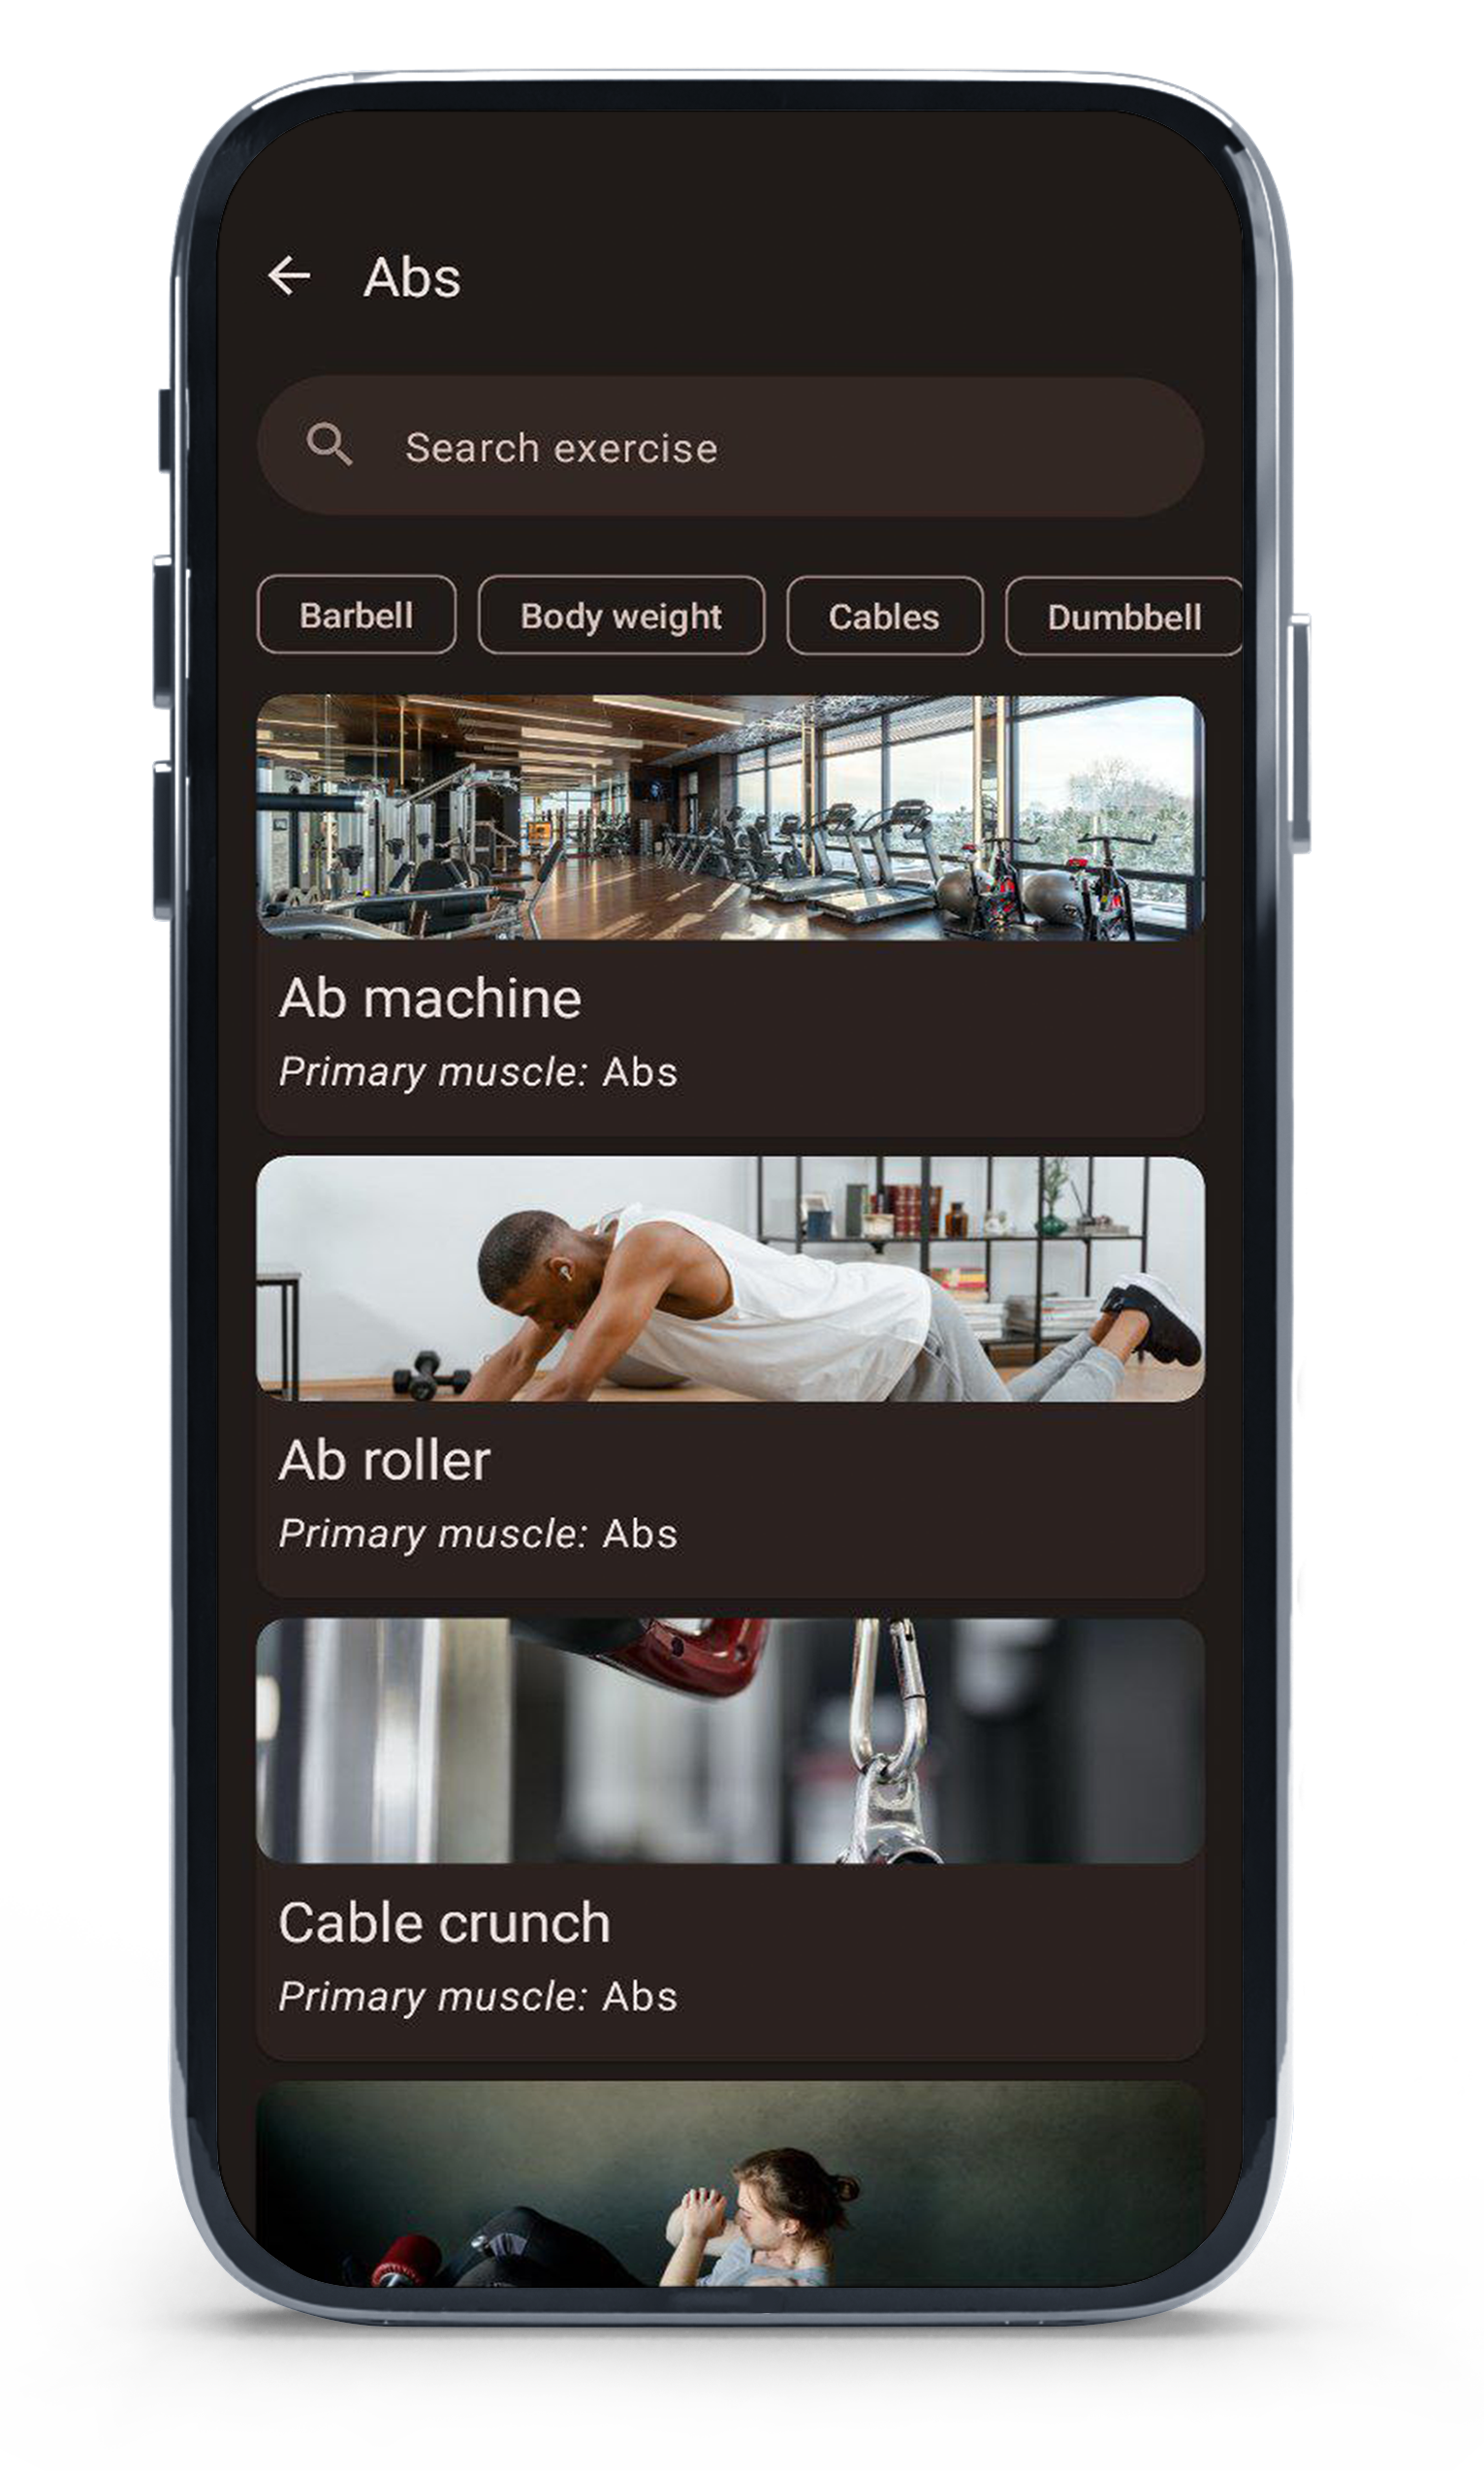 Abs
Search exercise
Barbell
Body weight
Cables
Dumbbell
Ab machine
Primary muscle: Abs
Ab roller
Primary muscle: Abs
Cable crunch
Primary muscle: Abs